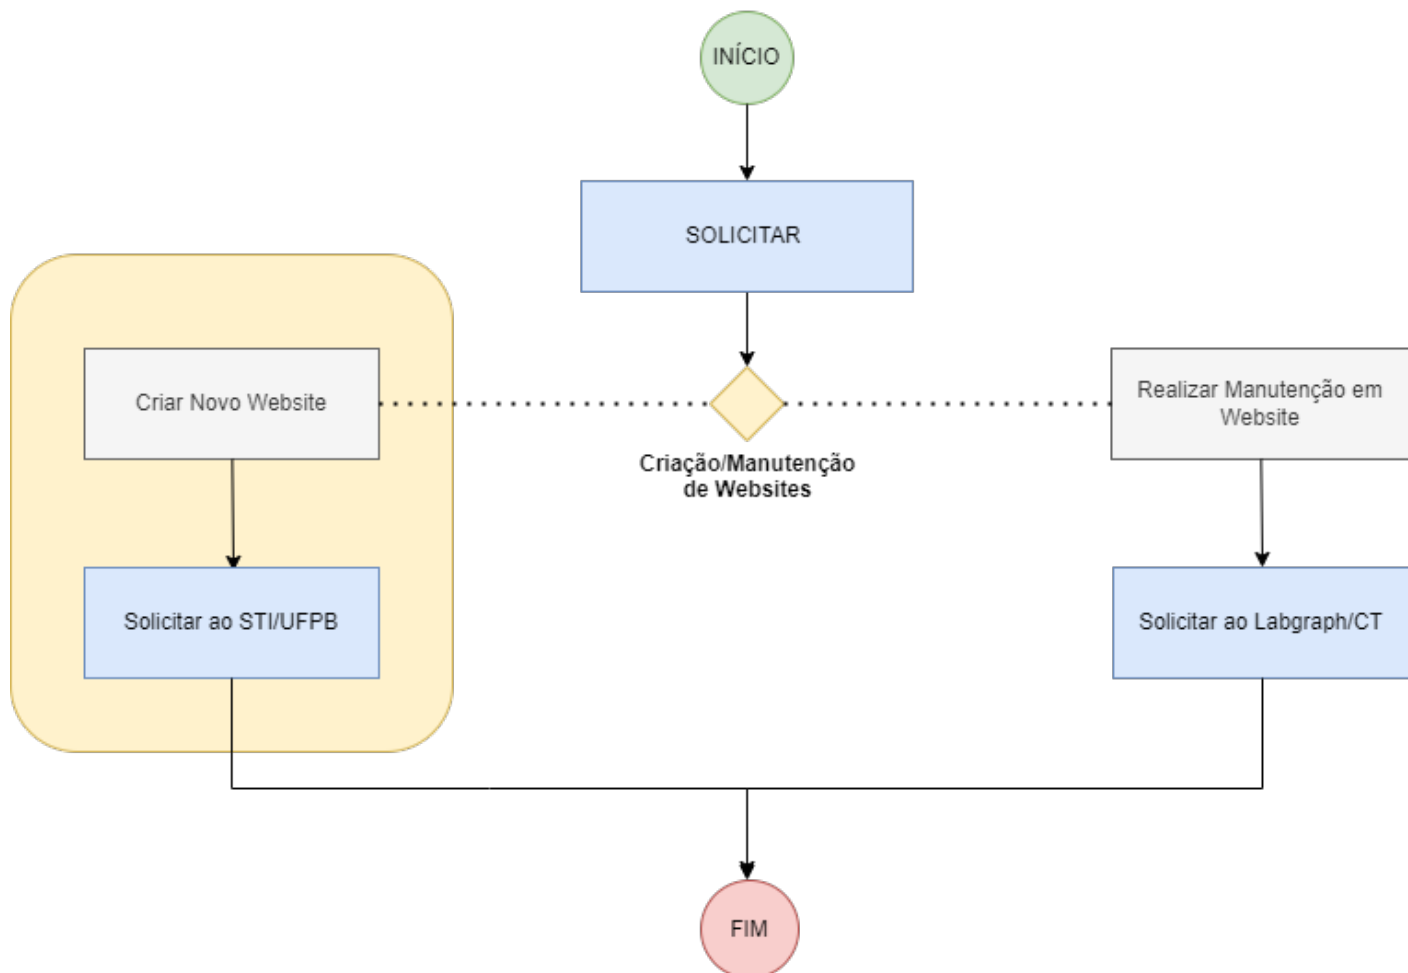 INÍCIO
SOLICITAR
Criar Novo Website
Realizar Manutenção em
Website
Criação/Manutenção
de Websites
Solicitar ao STI/UFPB
Solicitar ao Labgraph/CT
FIM